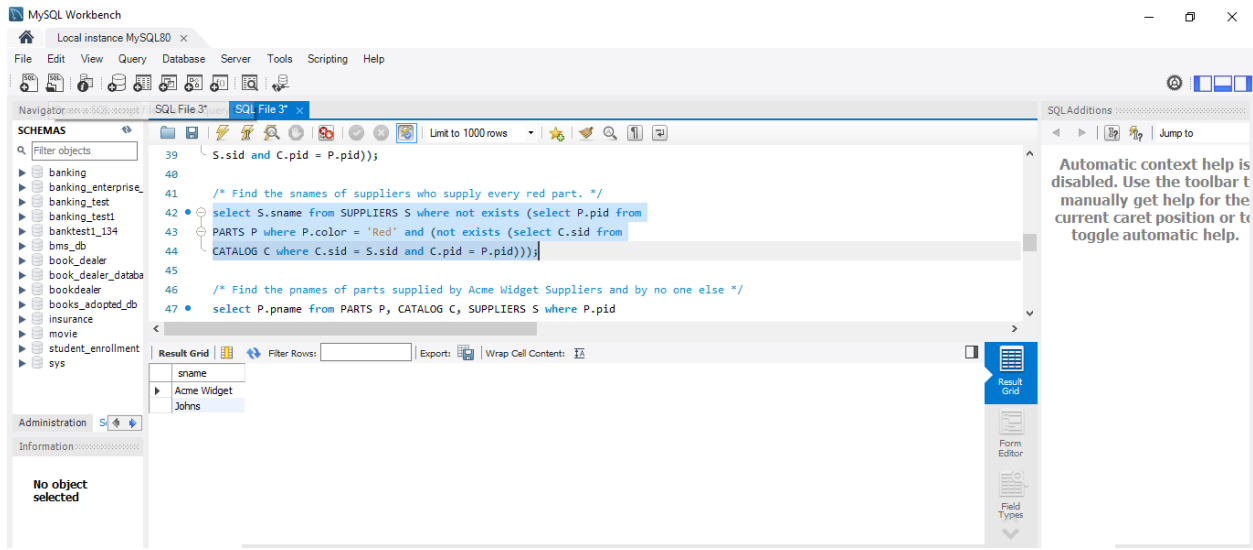 MySQL Workbench
Local instance MySQL80 ×
File Edit View Query Database Server Tools Scripting Help
Navigator
SQL File 3* SQL File 3* ×
SQLAdditions
SCHEMAS
Limit to 1000 rows
Jump to
Filter objects
banking
banking_enterprise_
banking_test
banking_test1
banktest1_134
bms_db
book_dealer
book_dealer_databa
bookdealer
books_adopted_db
insurance
movie
student_enrollment
sys
Administration
Information
No object
selected
39 S.sid and C.pid = P.pid));
40
41 /* Find the snames of suppliers who supply every red part. */
42 select S.sname from SUPPLIERS S where not exists (select P.pid from
43 PARTS P where P.color = 'Red' and (not exists (select C.sid from
44 CATALOG C where C.sid = S.sid and C.pid = P.pid)));
45
46 /* Find the pnames of parts supplied by Acme Widget Suppliers and by no one else */
47 select P.pname from PARTS P, CATALOG C, SUPPLIERS S where P.pid
Result Grid Filter Rows: Export: Wrap Cell Content:
sname
Acme Widget
Johns
Result
Grid
Form
Editor
Field
Types
Automatic context help is
disabled. Use the toolbar t
manually get help for the
current caret position or to
toggle automatic help.